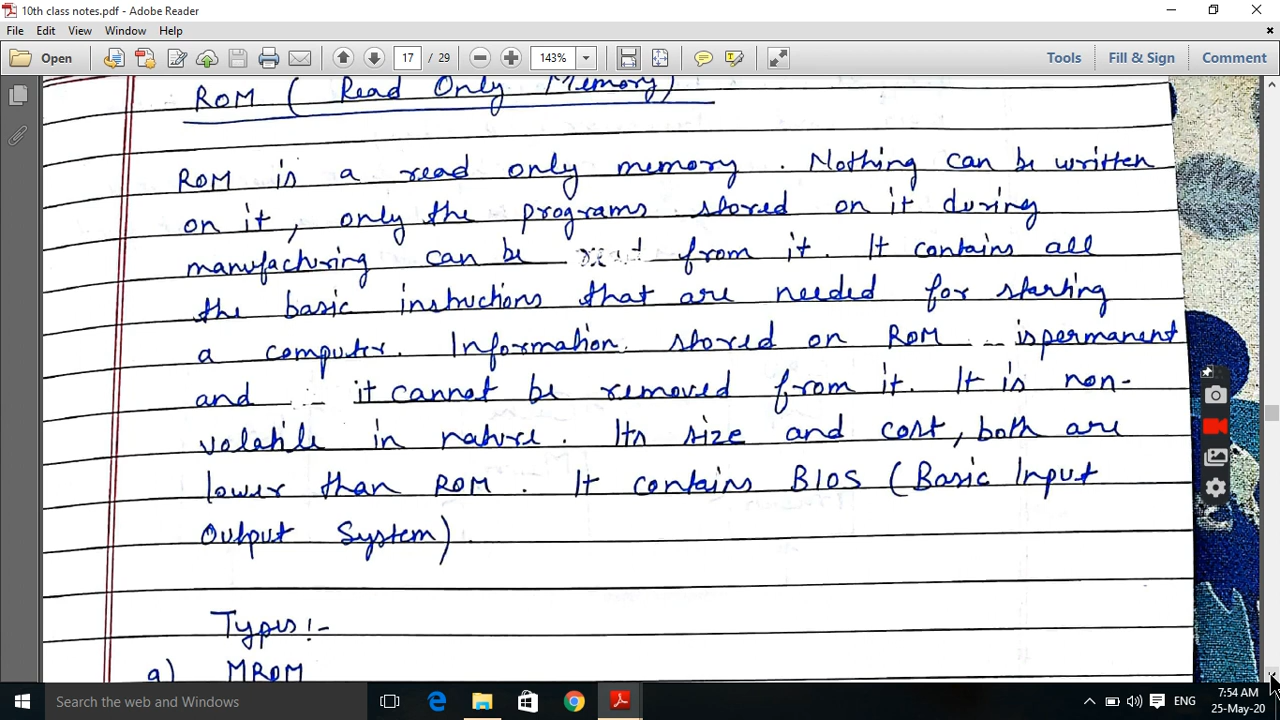 10th class notes.pdf - Adobe Reader
File Edit View Window Help
Open 17 / 29 143% Tools Fill & Sign Comment
ROM ( Read Only Memory)
ROM is a read only memory . Nothing can be written
on it, only the programs stored on it during
manufacturing can be read from it. It contains all
the basic instructions that are needed for starting
a computer. Information stored on ROM is permanent
and it cannot be removed from it. It is non-
volatile in nature. Its size and cost, both are
lower than ROM . It contains BIOS (Basic Input
Output System)
Types:-
a) MROM
Search the web and Windows
ENG
7:54 AM
25-May-20